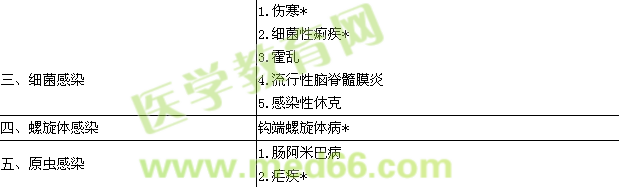 三、细菌感染
1.伤寒*
2.细菌性痢疾*
3.霍乱
4.流行性脑脊髓膜炎
5.感染性休克
四、螺旋体感染
钩端螺旋体病*
五、原虫感染
1.肠阿米巴病
2.疟疾*
医学教育网
www.med66.com